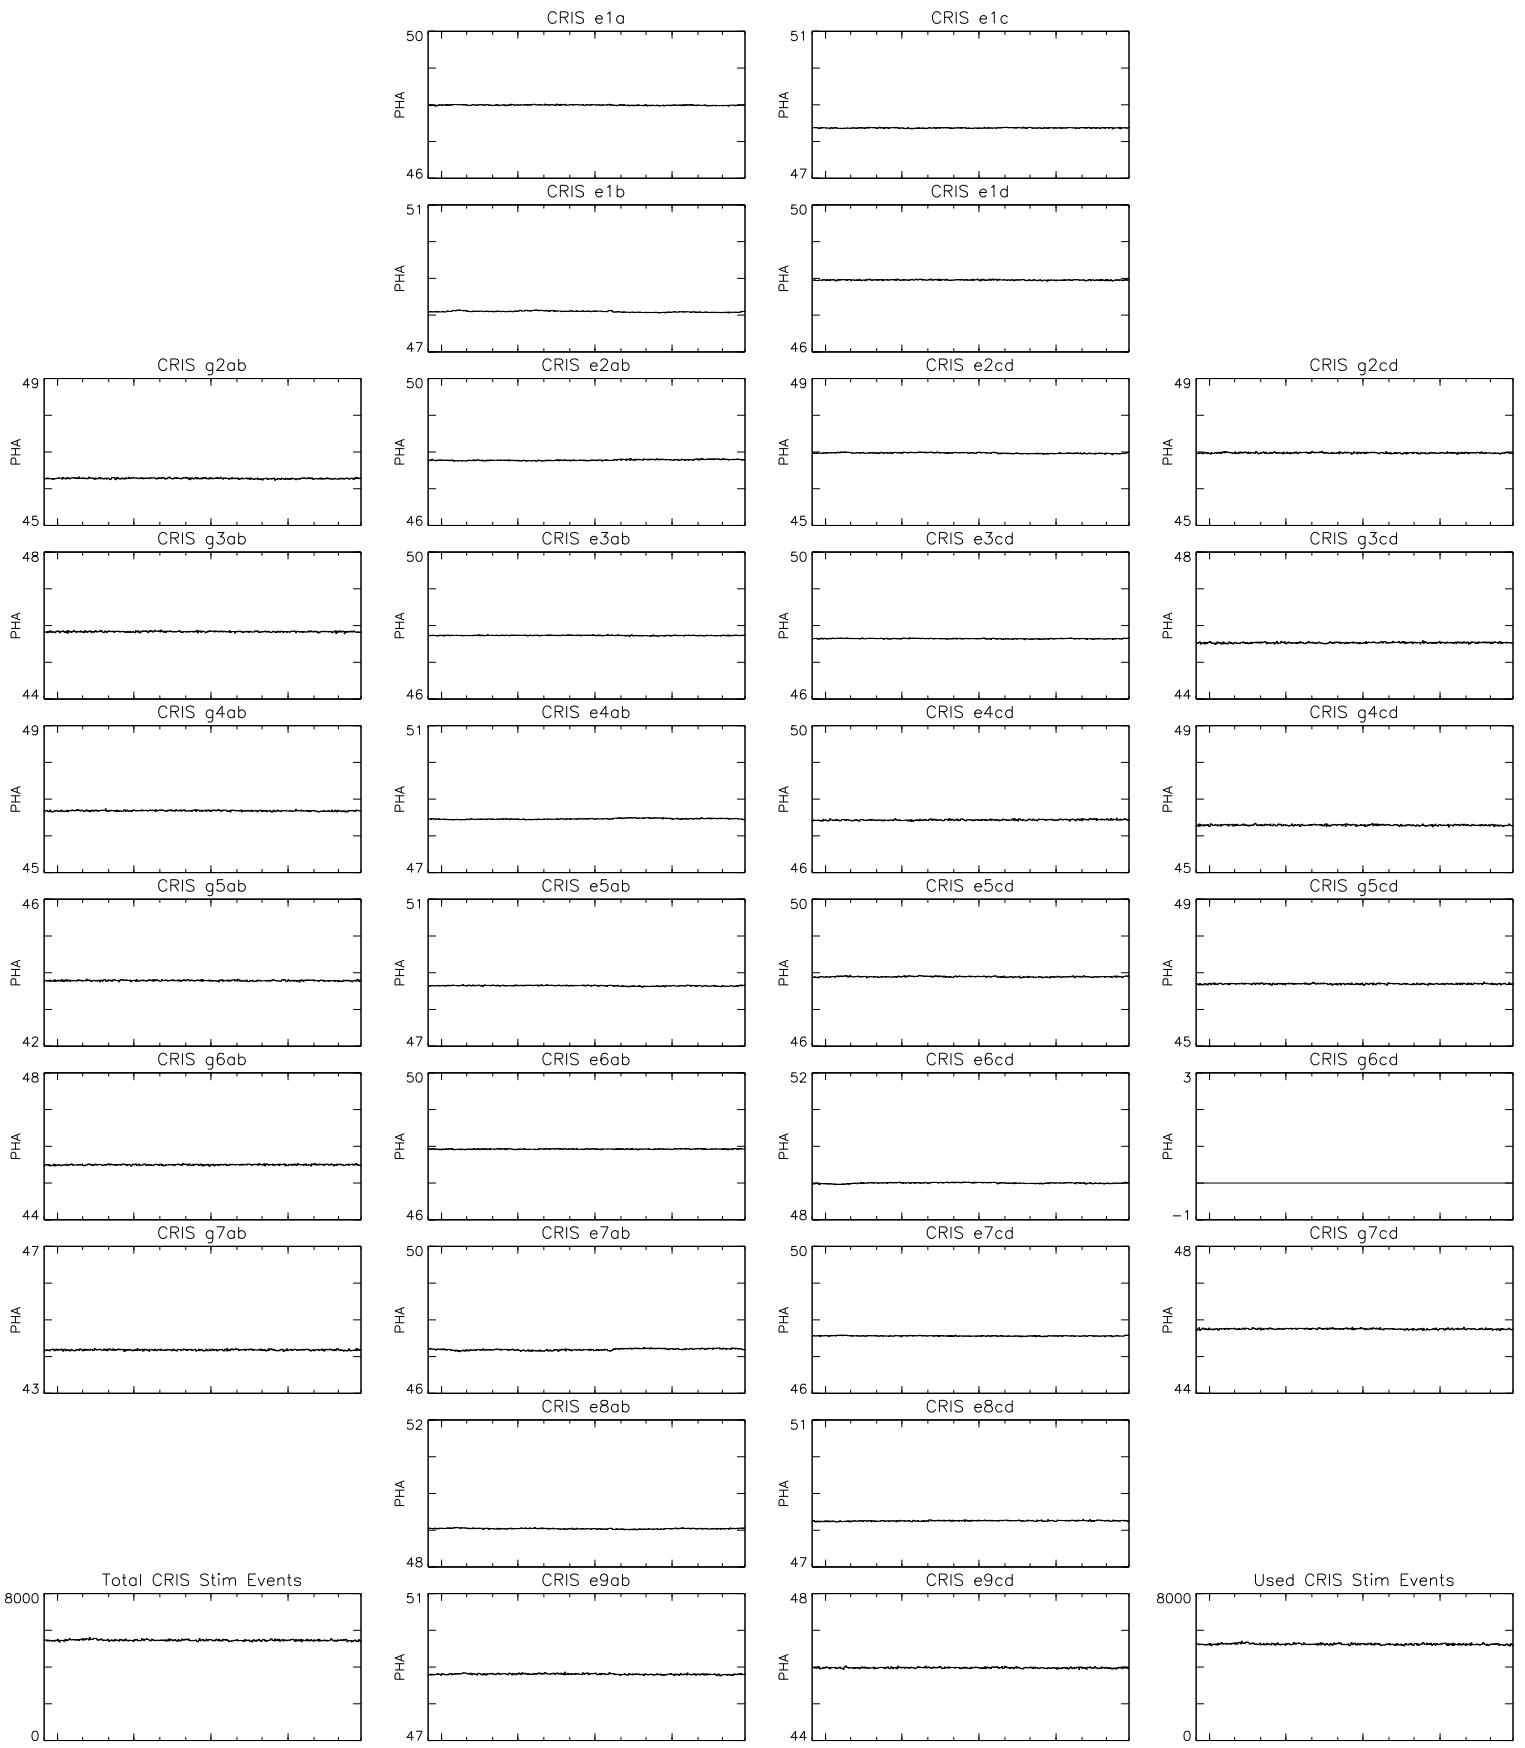 CRIS e1a
50
PHA
46
CRIS e1c
51
PHA
47
CRIS e1b
51
PHA
47
CRIS e1d
50
PHA
46
CRIS g2ab
49
PHA
45
CRIS e2ab
50
PHA
46
CRIS e2cd
49
PHA
45
CRIS g2cd
49
PHA
45
CRIS g3ab
48
PHA
44
CRIS e3ab
50
PHA
46
CRIS e3cd
50
PHA
46
CRIS g3cd
48
PHA
44
CRIS g4ab
49
PHA
45
CRIS e4ab
51
PHA
47
CRIS e4cd
50
PHA
46
CRIS g4cd
49
PHA
45
CRIS g5ab
46
PHA
42
CRIS e5ab
51
PHA
47
CRIS e5cd
50
PHA
46
CRIS g5cd
49
PHA
45
CRIS g6ab
48
PHA
44
CRIS e6ab
50
PHA
46
CRIS e6cd
52
PHA
48
CRIS g6cd
3
PHA
-1
CRIS g7ab
47
PHA
43
CRIS e7ab
50
PHA
46
CRIS e7cd
50
PHA
46
CRIS g7cd
48
PHA
44
CRIS e8ab
52
PHA
48
CRIS e8cd
51
PHA
47
Total CRIS Stim Events
8000
0
CRIS e9ab
51
PHA
47
CRIS e9cd
48
PHA
44
Used CRIS Stim Events
8000
0